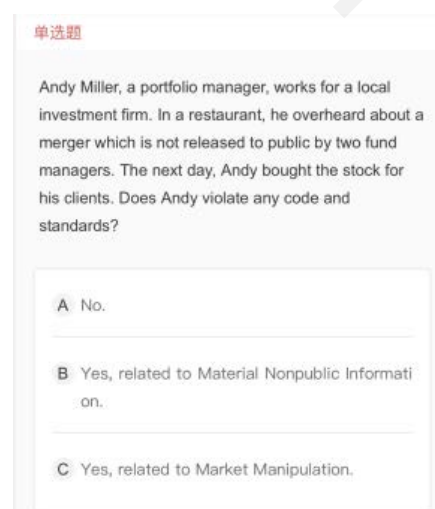 单选题
Andy Miller, a portfolio manager, works for a local
investment firm. In a restaurant, he overheard about a
merger which is not released to public by two fund
managers. The next day, Andy bought the stock for
his clients. Does Andy violate any code and
standards?
A No.
B Yes, related to Material Nonpublic Informati
on.
C Yes, related to Market Manipulation.